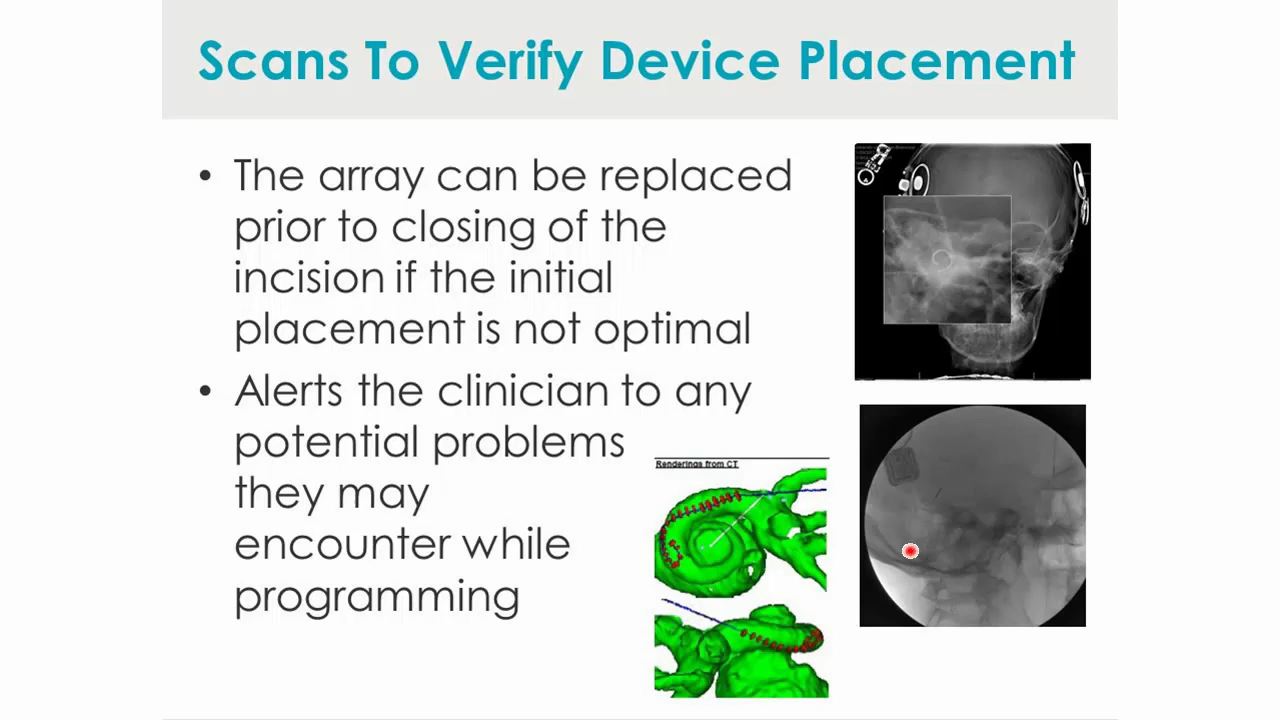 Scans To Verify Device Placement
• The array can be replaced
prior to closing of the
incision if the initial
placement is not optimal
• Alerts the clinician to any
potential problems
they may
encounter while
programming
Renderings from CT